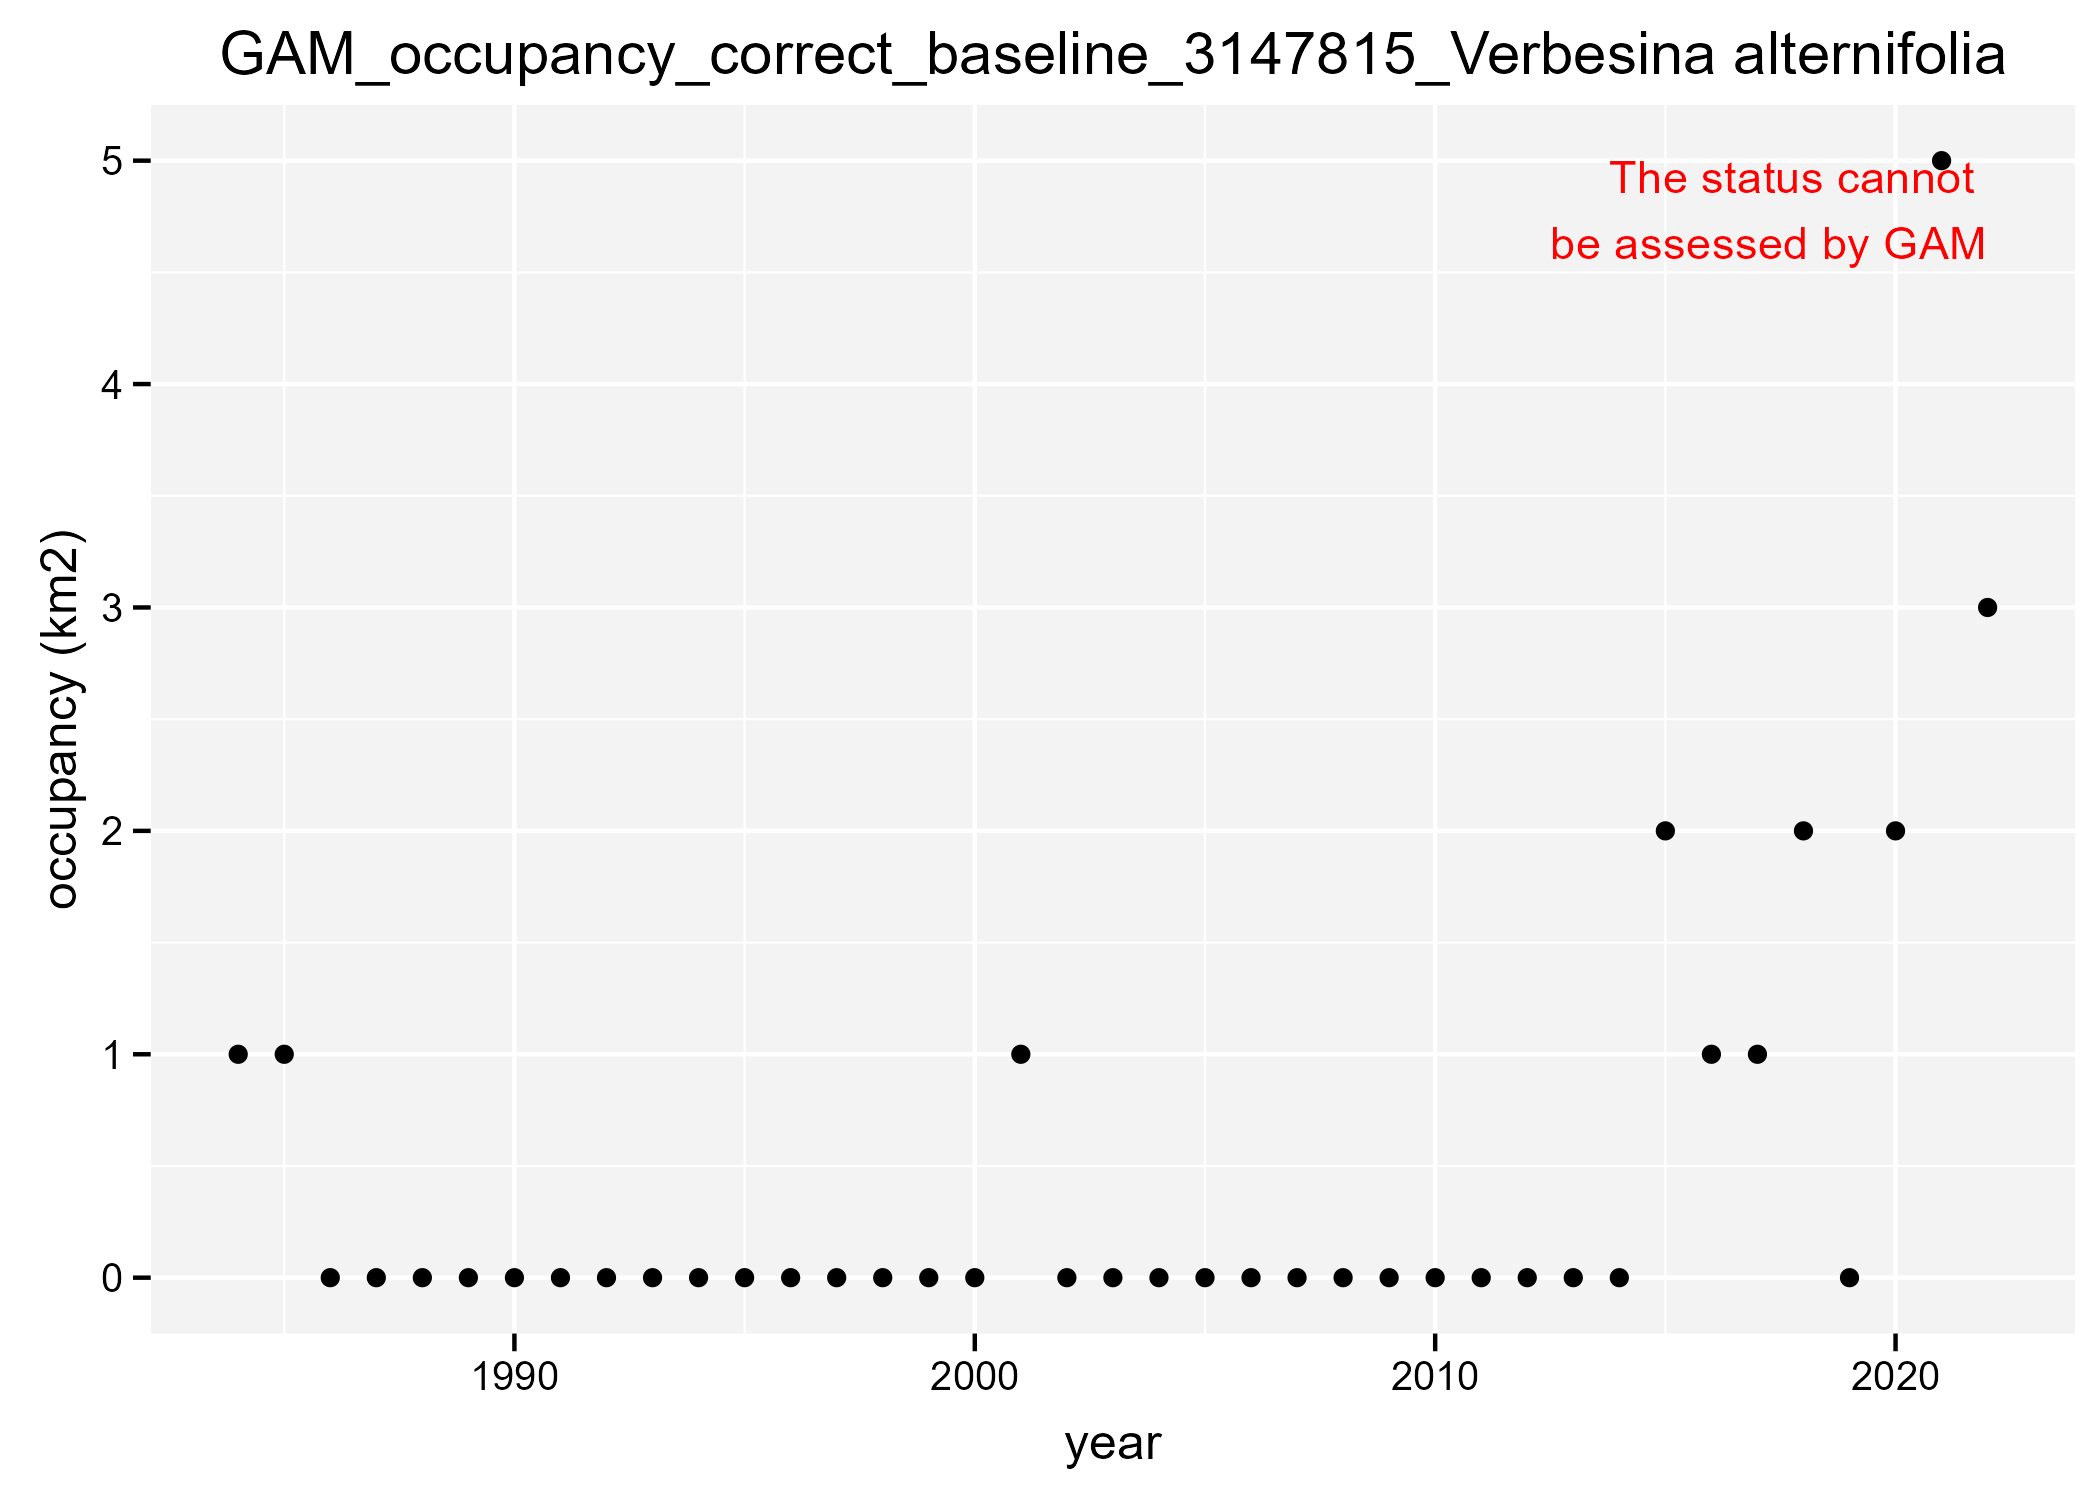 GAM_occupancy_correct_baseline_3147815_Verbesina alternifolia
The status cannot
be assessed by GAM
occupancy (km2)
5
4
3
2
1
0
1990 2000 2010 2020
year